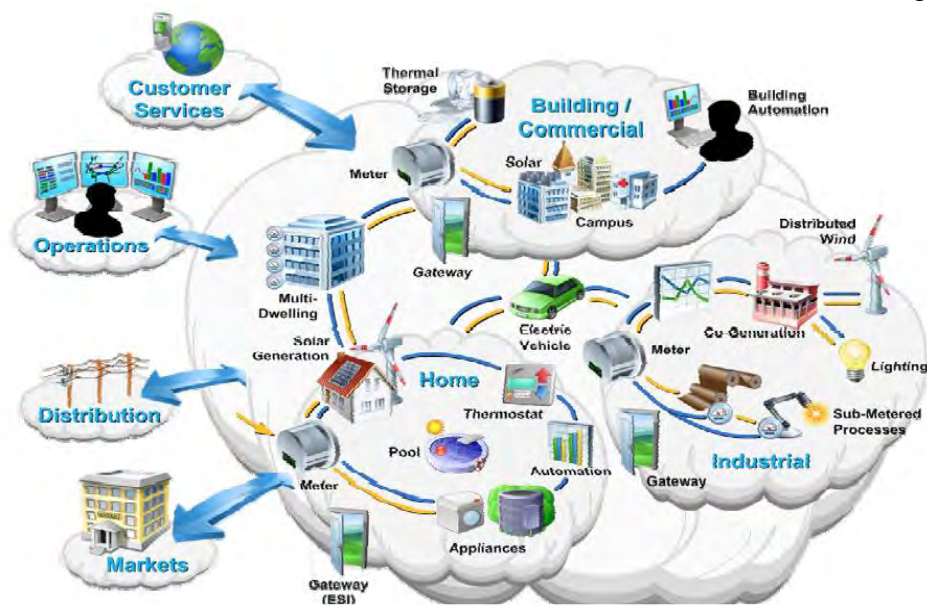 Customer
Services
Thermal
Storage
Building /
Commercial
Building
Automation
Meter
Solar
Campus
Operations
Gateway
Multi-
Dwelling
Distributed
Wind
Electric
Vehicle
Co-Generation
Meter
Lighting
Solar
Generation
Home
Thermostat
Distribution
Sub-Metered
Processes
Pool
Automation
Industrial
Meter
Gateway
Appliances
Markets
Gateway
(ESI)